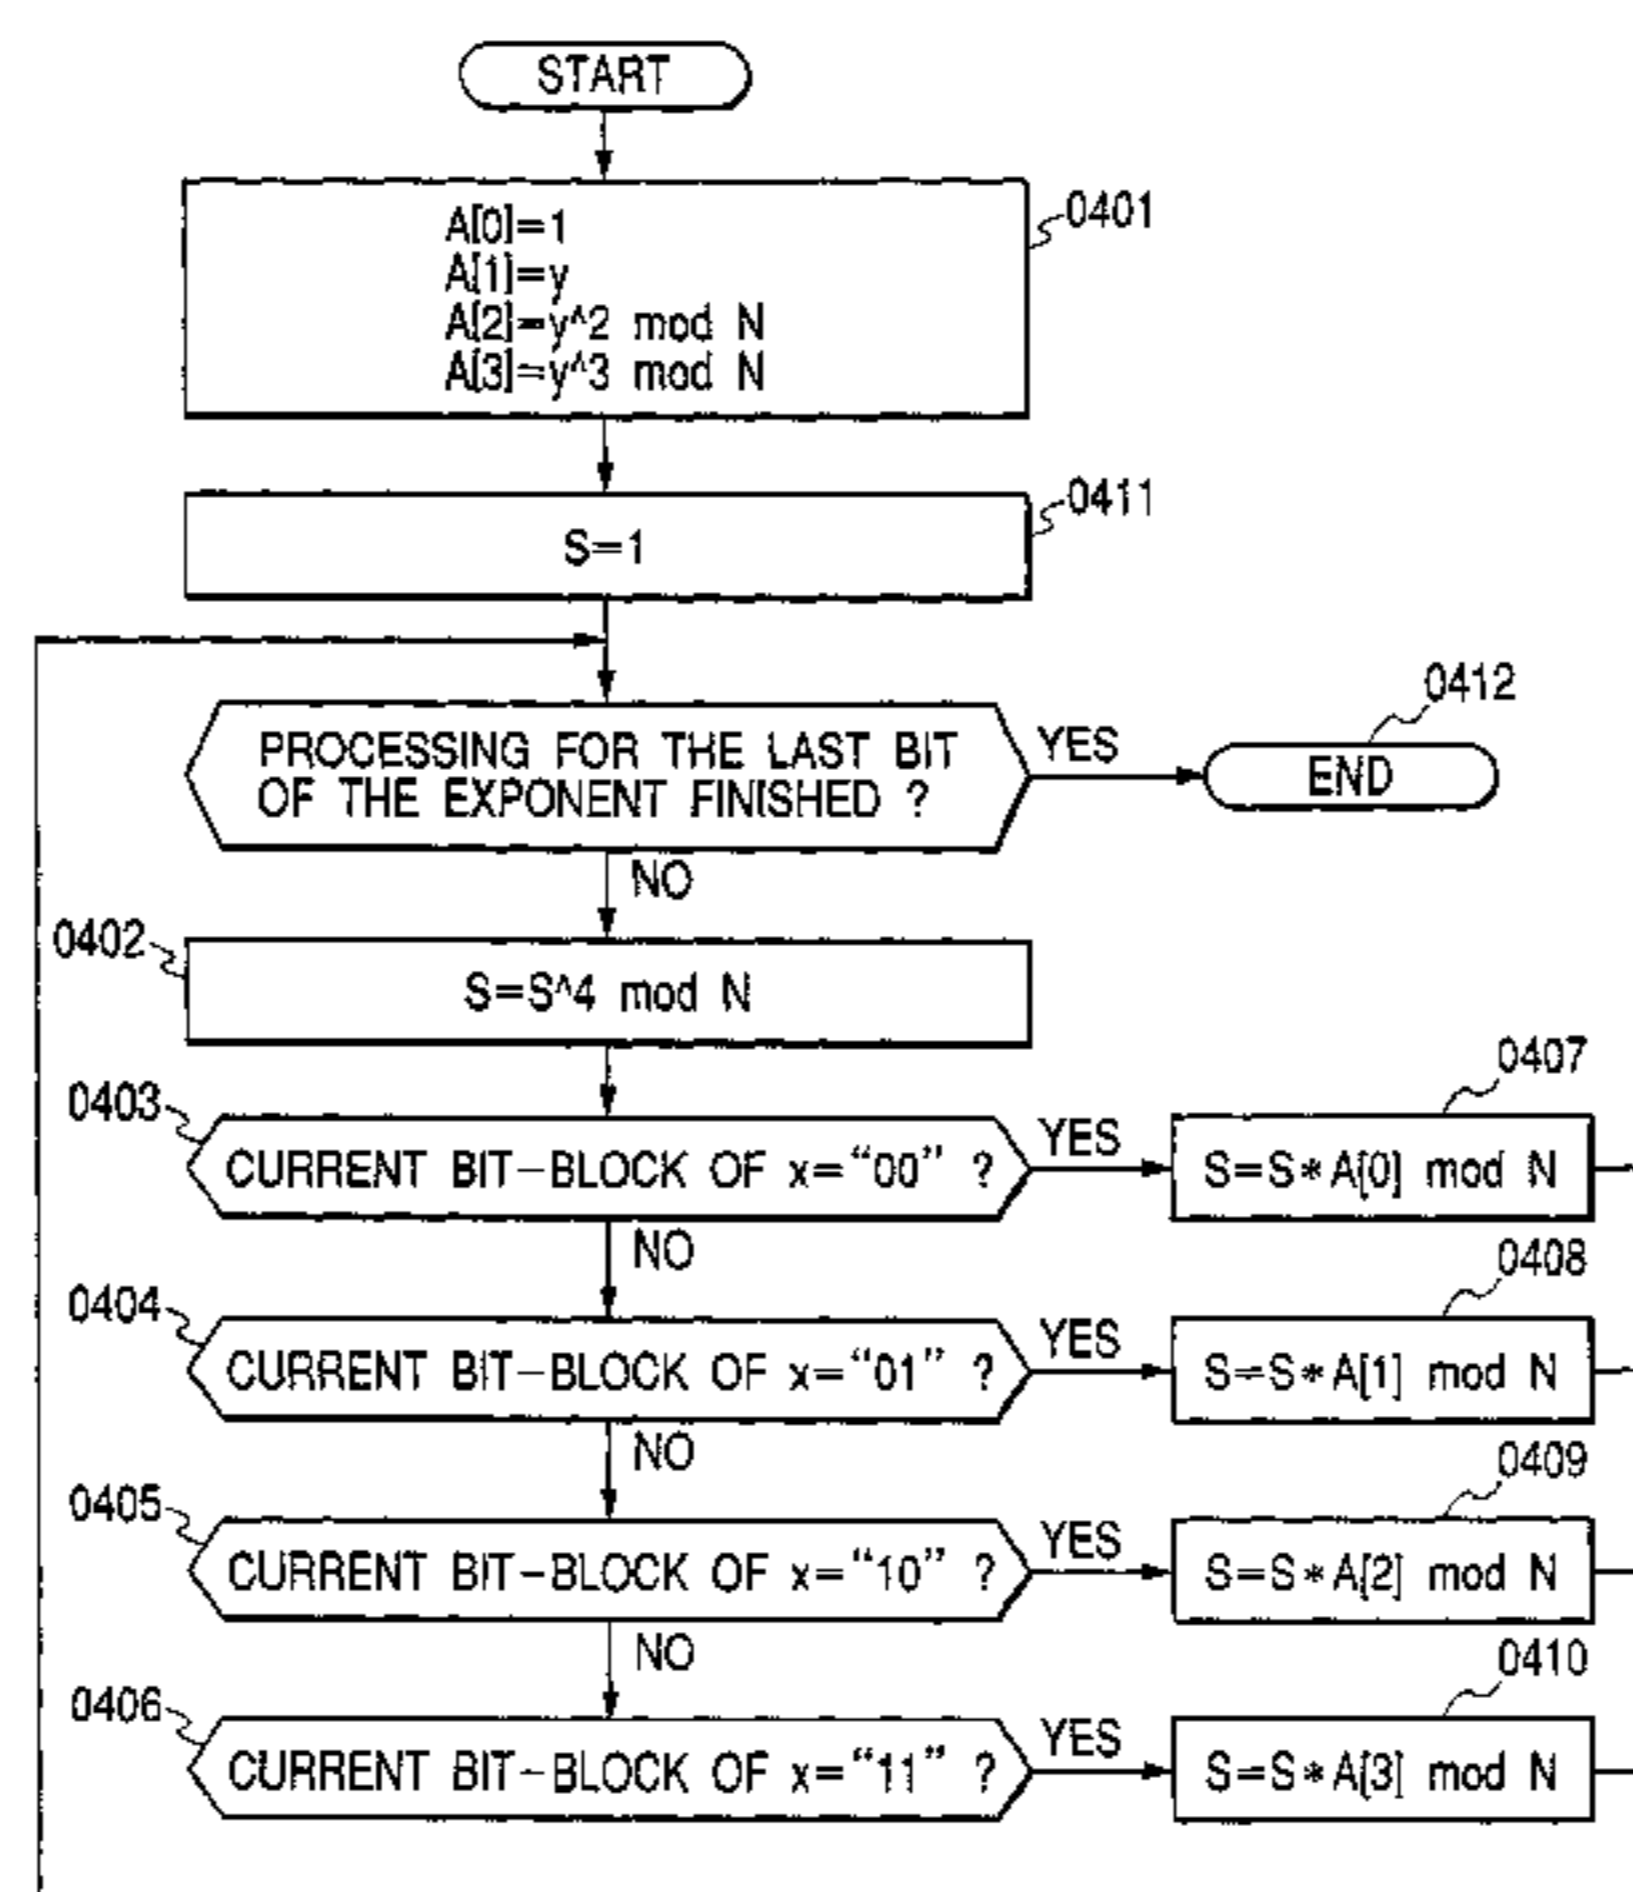 START
A[0]=1
A[1]=y
A[2]=y^2 mod N
A[3]=y^3 mod N
0401
S=1
0411
PROCESSING FOR THE LAST BIT
OF THE EXPONENT FINISHED ?
YES
END
0412
NO
0402
S=S^4 mod N
0403
CURRENT BIT-BLOCK OF x="00" ?
YES
S=S*A[0] mod N
0407
NO
0404
CURRENT BIT-BLOCK OF x="01" ?
YES
S=S*A[1] mod N
0408
NO
0405
CURRENT BIT-BLOCK OF x="10" ?
YES
S=S*A[2] mod N
0409
NO
0406
CURRENT BIT-BLOCK OF x="11" ?
YES
S=S*A[3] mod N
0410